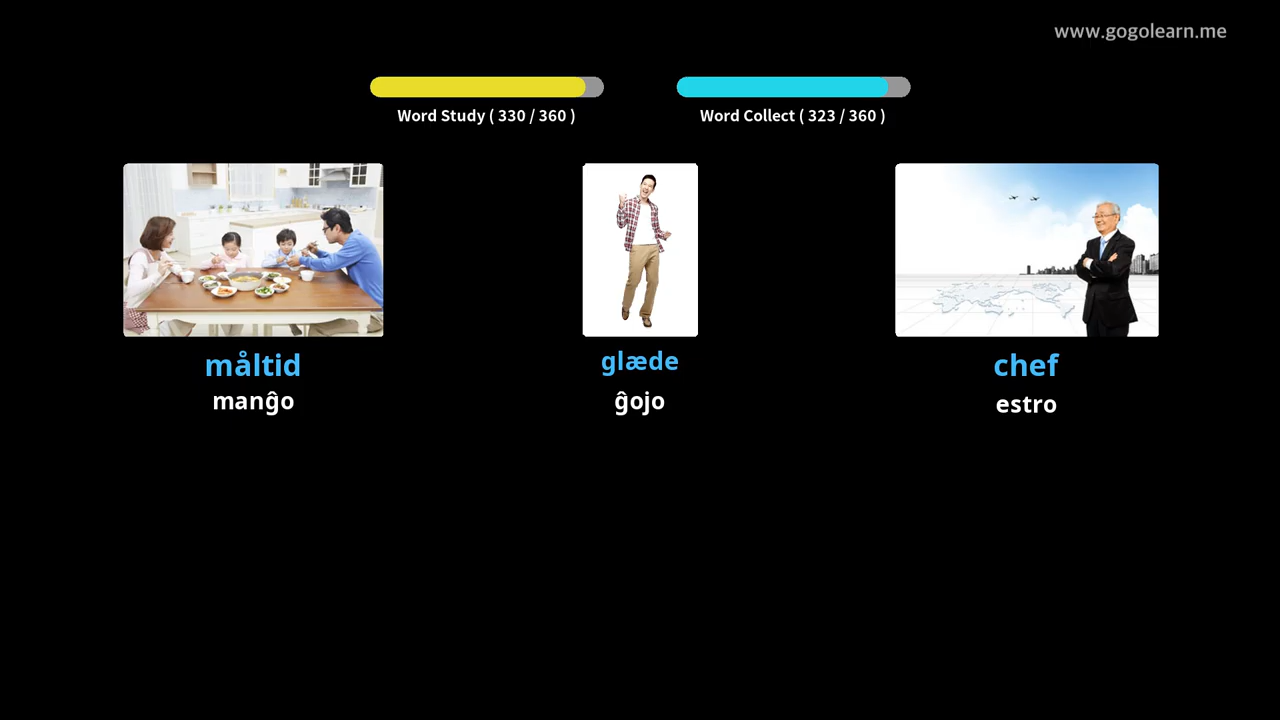 www.gogolearn.me
Word Study ( 330 / 360 )
Word Collect ( 323 / 360 )
måltid
manĝo
glæde
ĝojo
chef
estro